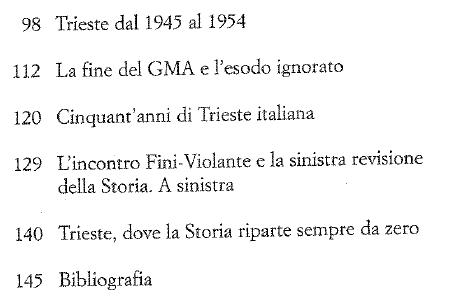 98 Trieste dal 1945 al 1954
112 La fine del GMA e l'esodo ignorato
120 Cinquant'anni di Trieste italiana
129 L'incontro Fini-Violante e la sinistra revisione
della Storia. A sinistra
140 Trieste, dove la Storia riparte sempre da zero
145 Bibliografia